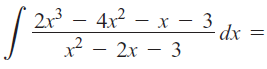 ∫ (2x³ − 4x² − x − 3)/(x² − 2x − 3) dx =